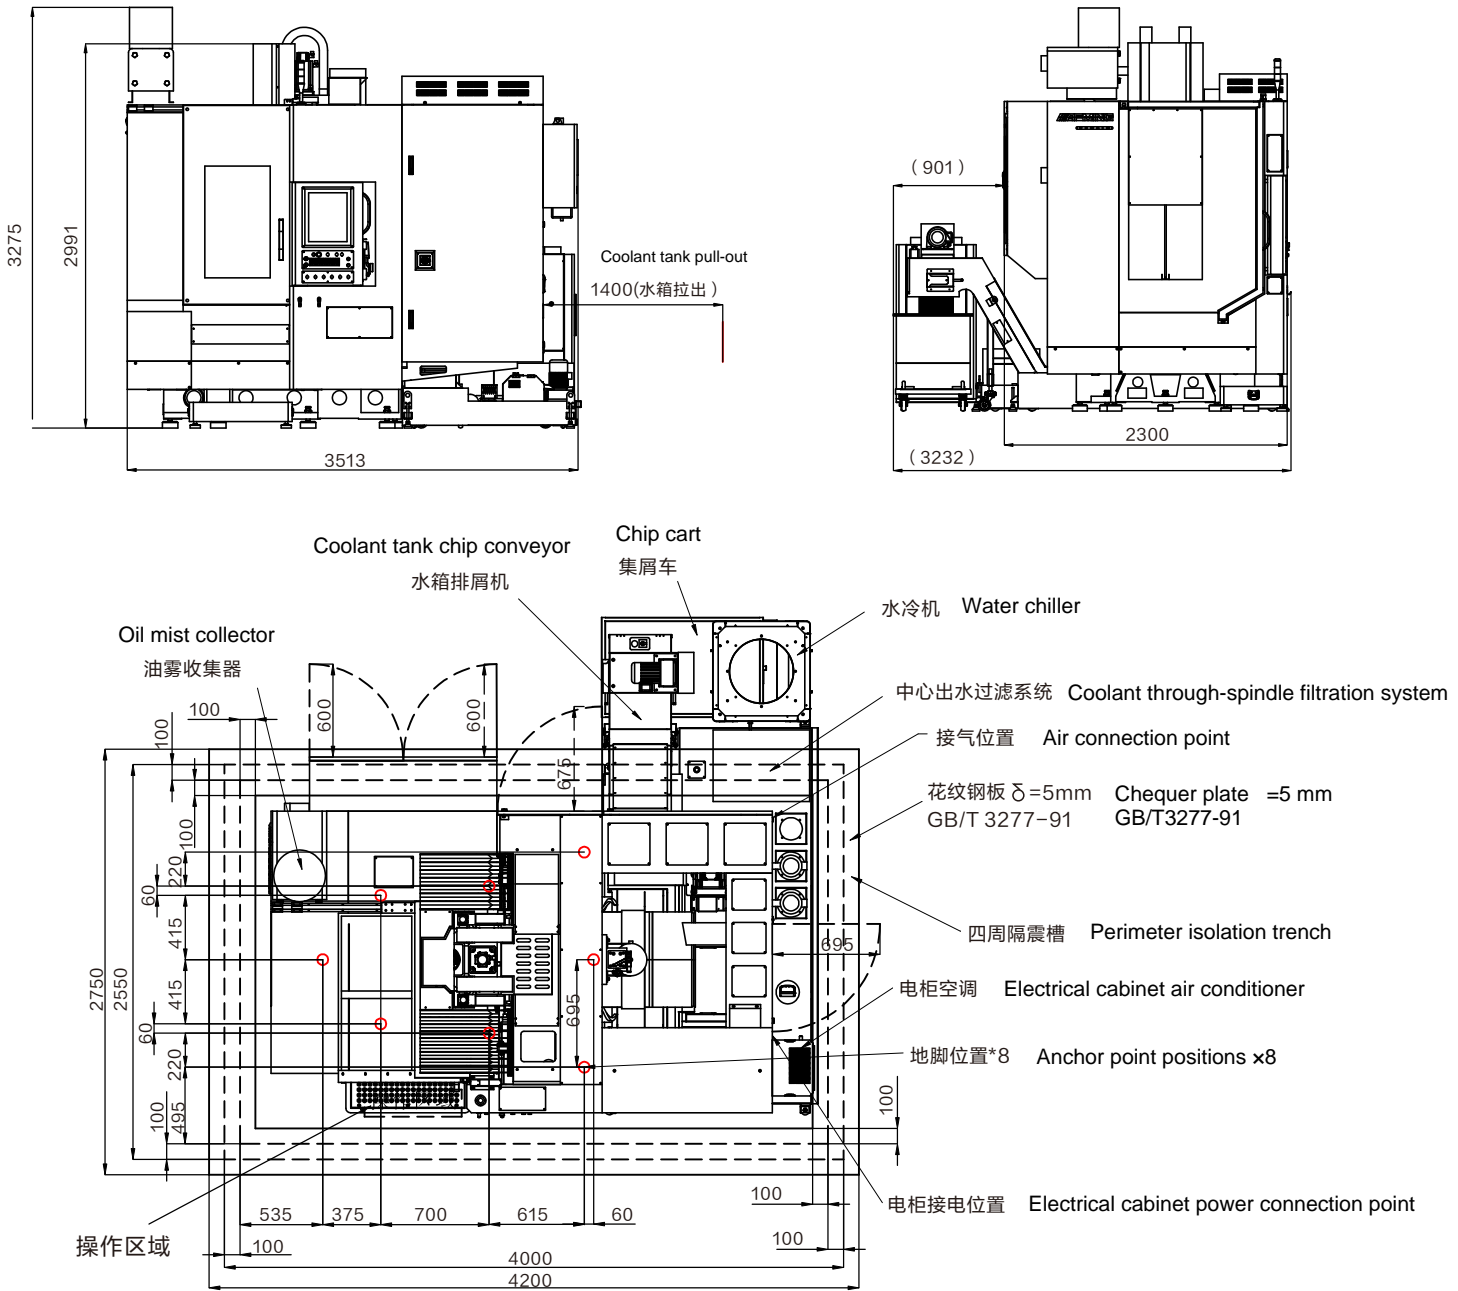 3275
2991
3513
Coolant tank pull-out
1400(水箱拉出 )
( 901 )
2300
( 3232 )
Coolant tank chip conveyor
水箱排屑机
Chip cart
集屑车
水冷机 Water chiller
Oil mist collector
油雾收集器
中心出水过滤系统 Coolant through-spindle filtration system
接气位置 Air connection point
花纹钢板 δ=5mm Chequer plate =5 mm
GB/T 3277-91 GB/T3277-91
四周隔震槽 Perimeter isolation trench
电柜空调 Electrical cabinet air conditioner
地脚位置*8 Anchor point positions ×8
电柜接电位置 Electrical cabinet power connection point
操作区域
100
100
600
600
675
100
220
60
415
415
60
220
495
100
2750
2550
695
695
100
100
100
535
375
700
615
60
100
4000
4200